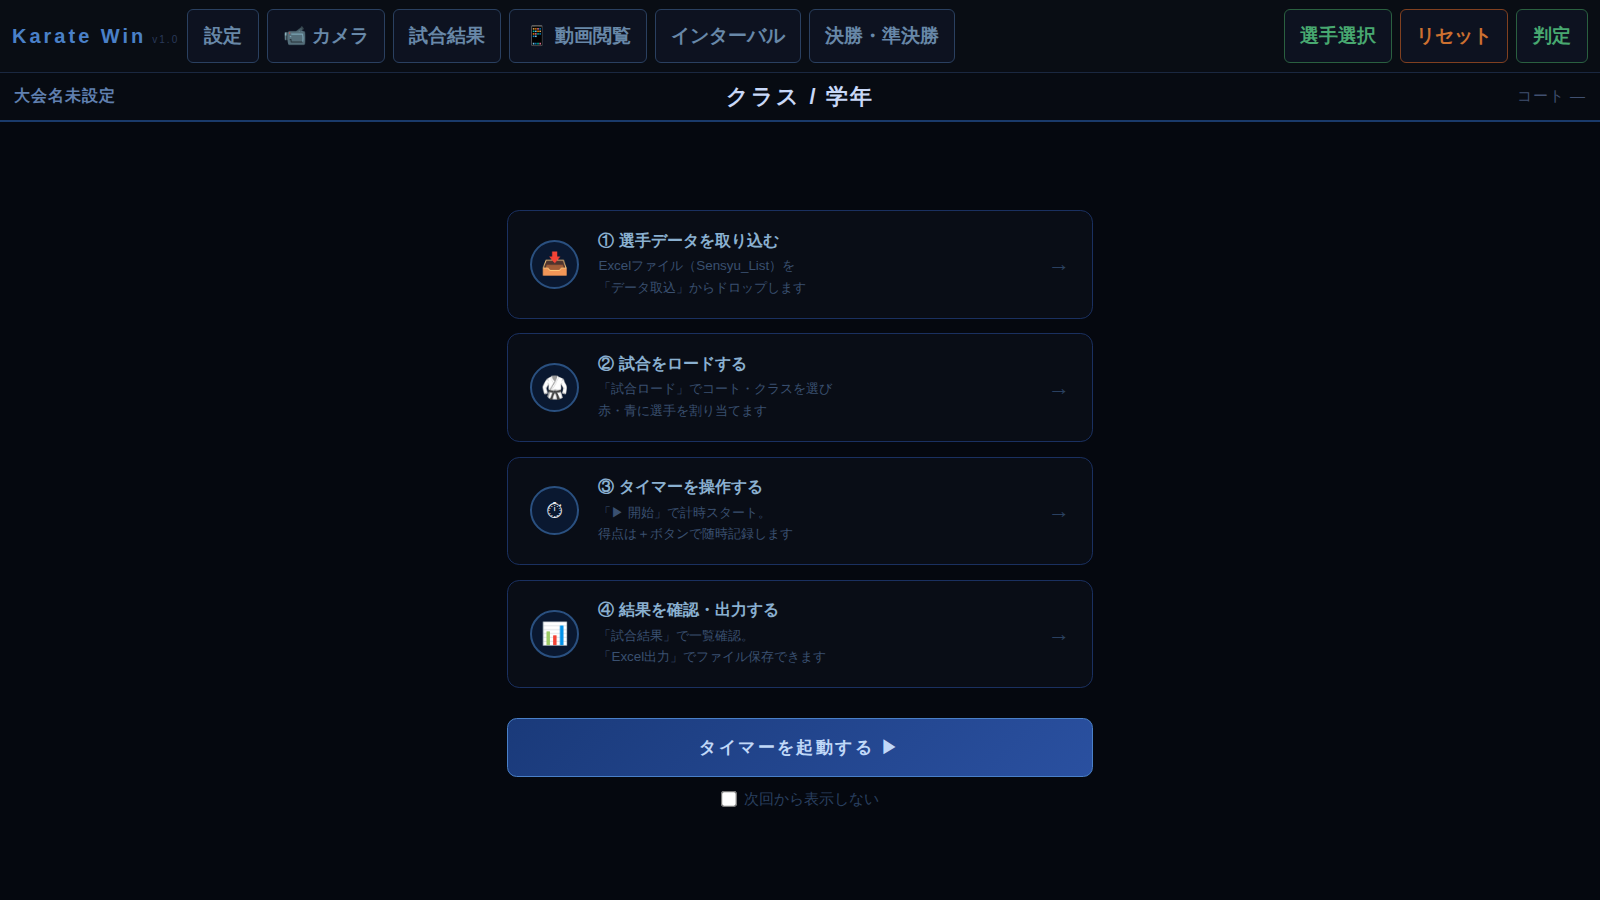 Karate Win v1.0
設定
📹 カメラ
試合結果
📱 動画閲覧
インターバル
決勝・準決勝
選手選択
リセット
判定
大会名未設定
クラス / 学年
コート —
① 選手データを取り込む
Excelファイル（Sensyu_List）を
「データ取込」からドロップします
→
② 試合をロードする
「試合ロード」でコート・クラスを選び
赤・青に選手を割り当てます
→
③ タイマーを操作する
「▶ 開始」で計時スタート。
得点は＋ボタンで随時記録します
→
④ 結果を確認・出力する
「試合結果」で一覧確認。
「Excel出力」でファイル保存できます
→
タイマーを起動する ▶
次回から表示しない